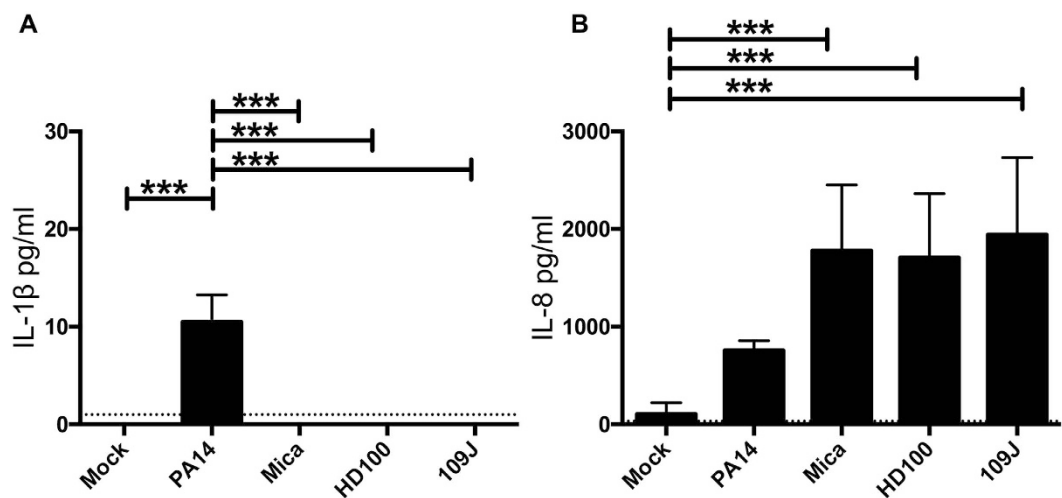 A
***
***
***
***
30
20
10
0
IL-1β pg/ml
Mock
PA14
Mica
HD100
109J
B
***
***
***
3000
2000
1000
0
IL-8 pg/ml
Mock
PA14
Mica
HD100
109J